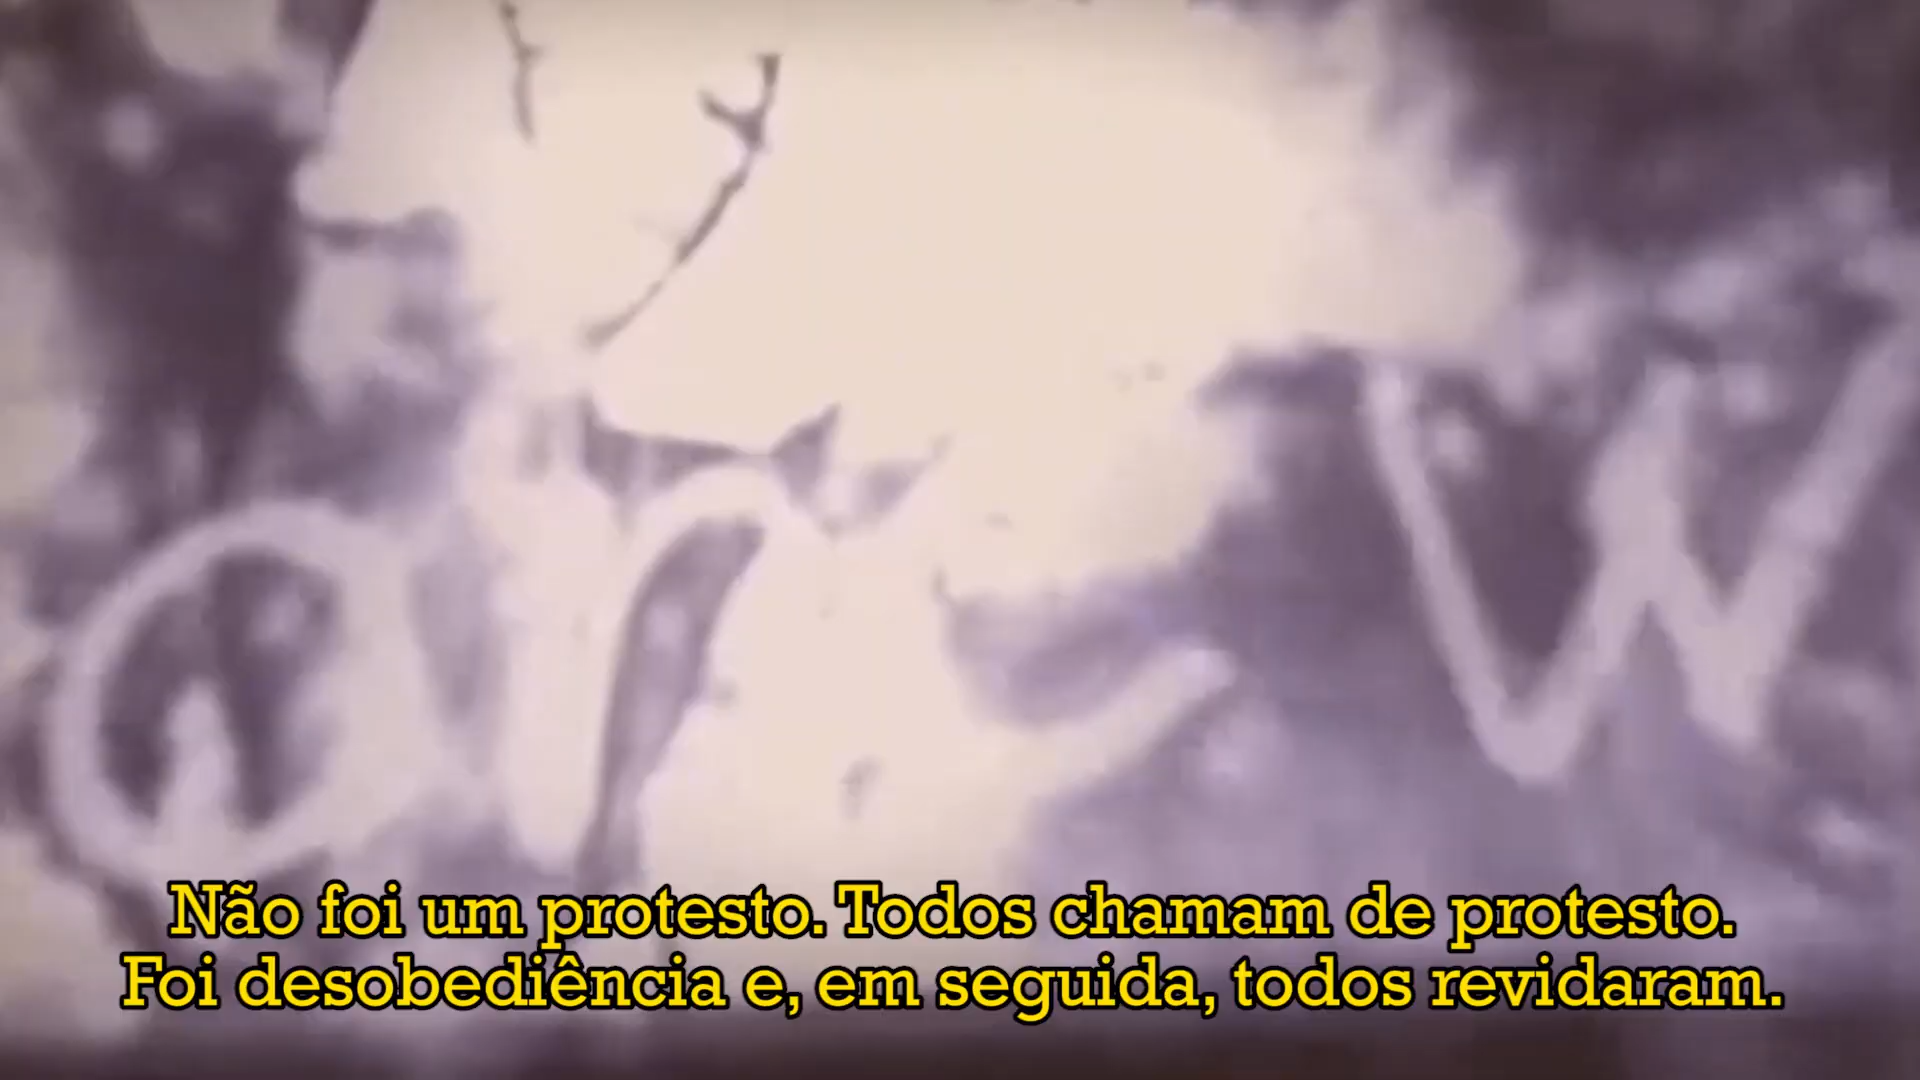 Não foi um protesto. Todos chamam de protesto.
Foi desobediência e, em seguida, todos revidaram.